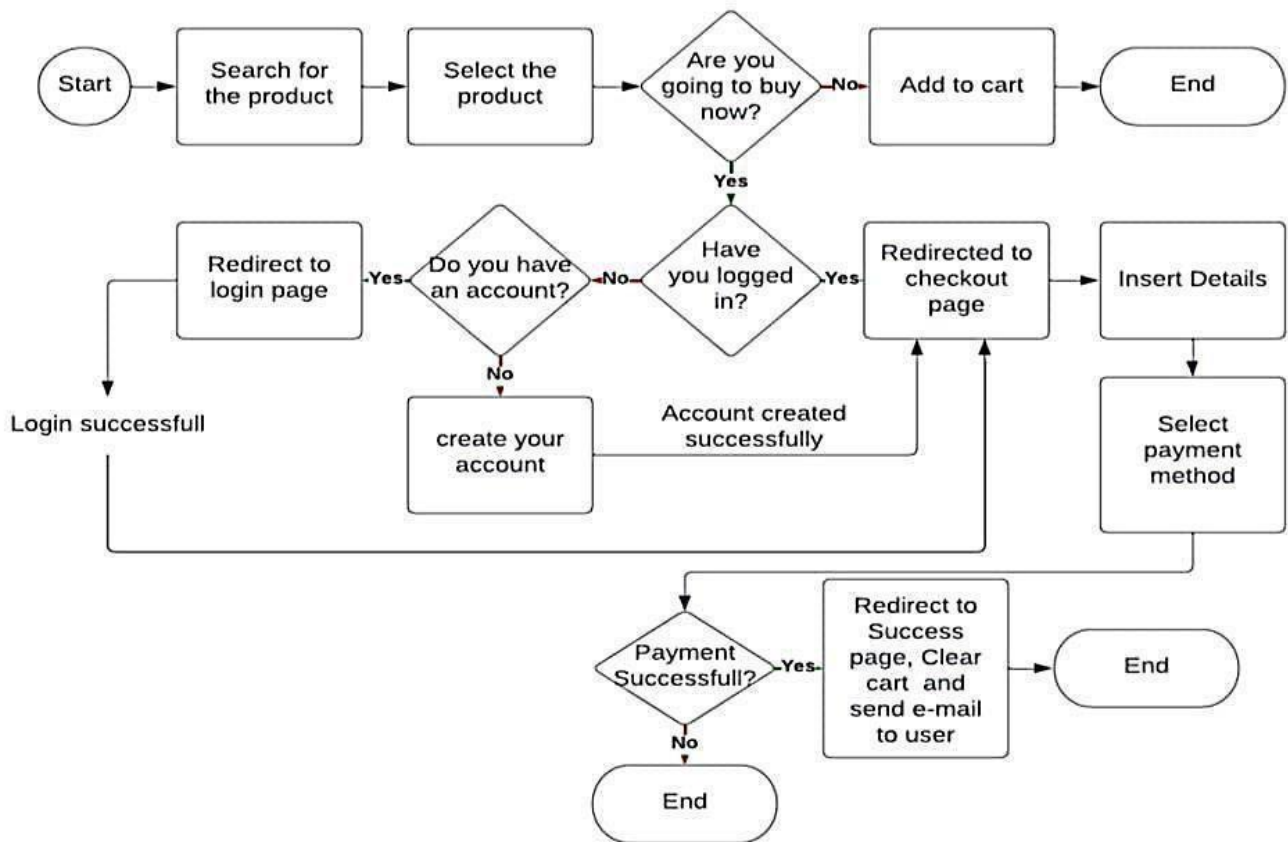 Start
Search for
the product
Select the
product
Are you
going to buy
now?
No
Add to cart
End
Yes
Redirect to
login page
Yes
Do you have
an account?
No
Have
you logged
in?
Yes
Redirected to
checkout
page
Insert Details
No
Login successfull
create your
account
Account created
successfully
Select
payment
method
Payment
Successfull?
Yes
Redirect to
Success
page, Clear
cart and
send e-mail
to user
End
No
End